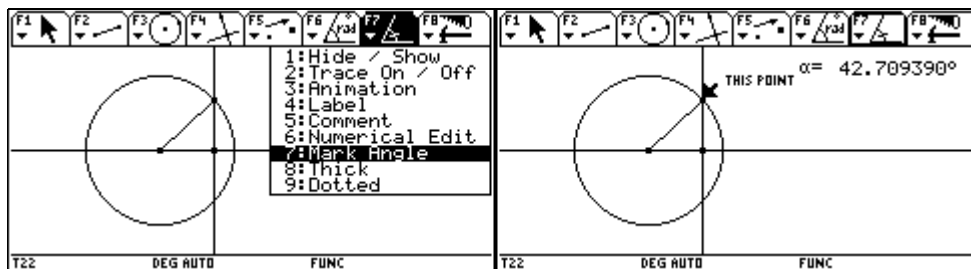 F1 F2 F3 F4 F5 F6 rad F7 F8
1:Hide / Show
2:Trace On / Off
3:Animation
4:Label
5:Comment
6:Numerical Edit
7:Mark Angle
8:Thick
9:Dotted
T22 DEG AUTO FUNC
F1 F2 F3 F4 F5 F6 rad F7 F8
α= 42.709390°
THIS POINT
T22 DEG AUTO FUNC